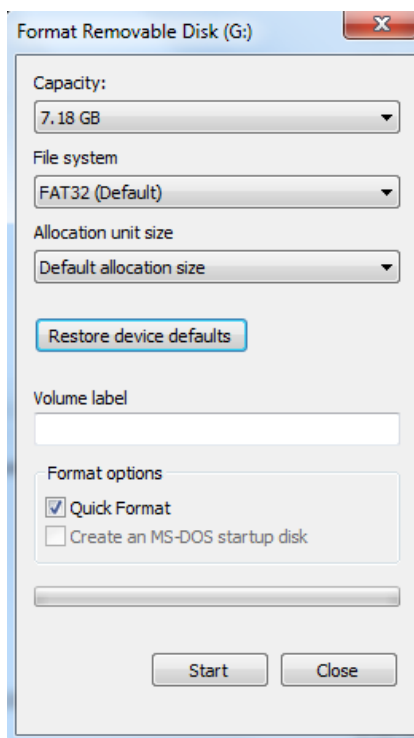 Format Removable Disk (G:)
Capacity:
7.18 GB
File system
FAT32 (Default)
Allocation unit size
Default allocation size
Restore device defaults
Volume label
Format options
Quick Format
Create an MS-DOS startup disk
Start Close